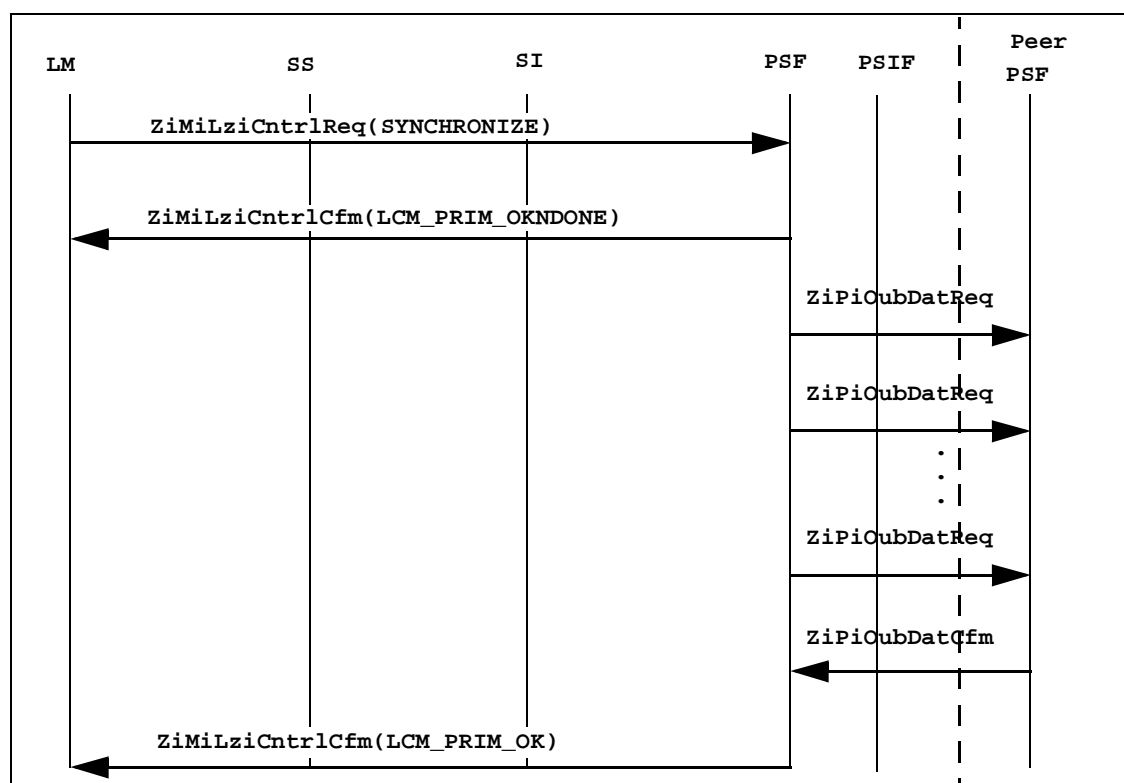 Peer
LM SS SI PSF PSIF PSF
ZiMiLziCntrlReq(SYNCHRONIZE)
ZiMiLziCntrlCfm(LCM_PRIM_OKNDONE)
ZiPiOubDatReq
ZiPiOubDatReq
.
.
.
ZiPiOubDatReq
ZiPiOubDatCfm
ZiMiLziCntrlCfm(LCM_PRIM_OK)